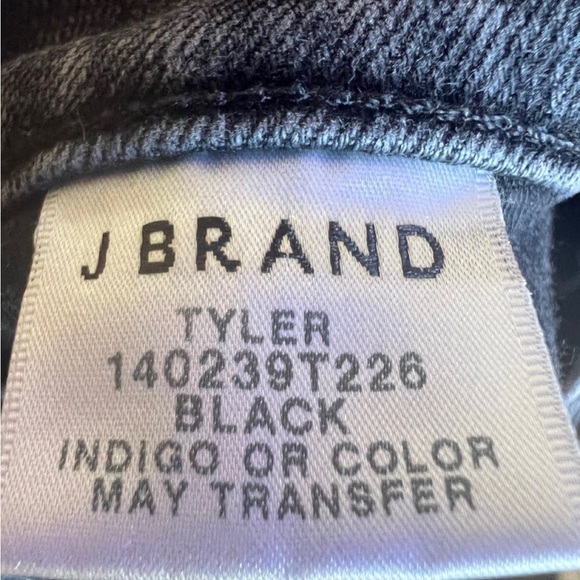 J BRAND
TYLER
140239T226
BLACK
INDIGO OR COLOR
MAY TRANSFER